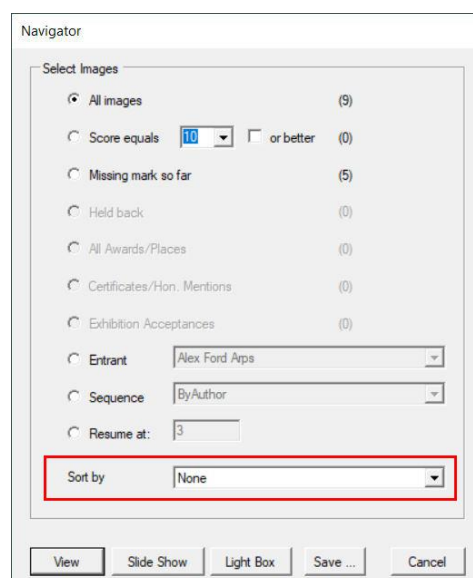 Navigator
Select Images
All images (9)
Score equals 10 or better (0)
Missing mark so far (5)
Held back (0)
All Awards/Places (0)
Certificates/Hon. Mentions (0)
Exhibition Acceptances (0)
Entrant Alex Ford Arps
Sequence ByAuthor
Resume at: 3
Sort by None
View Slide Show Light Box Save ... Cancel